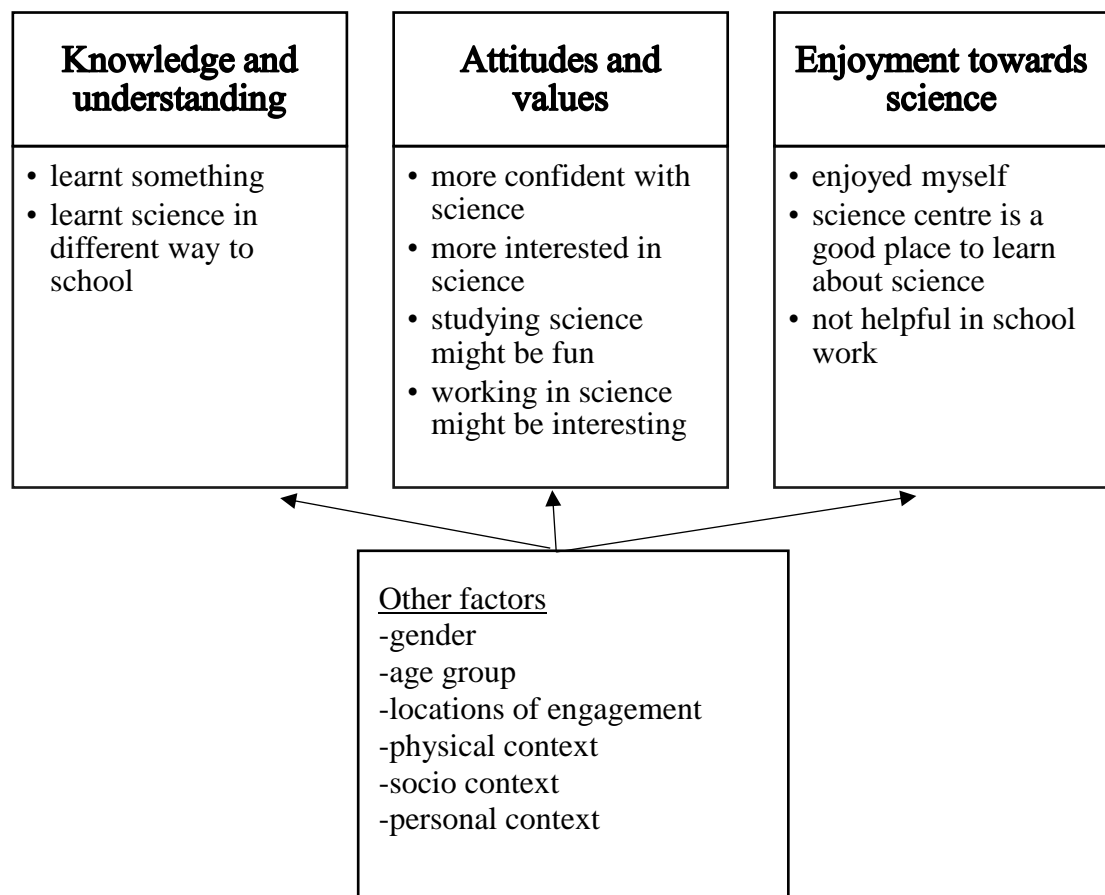 Knowledge and
understanding
• learnt something
• learnt science in
different way to
school
Attitudes and
values
• more confident with
science
• more interested in
science
• studying science
might be fun
• working in science
might be interesting
Enjoyment towards
science
• enjoyed myself
• science centre is a
good place to learn
about science
• not helpful in school
work
Other factors
-gender
-age group
-locations of engagement
-physical context
-socio context
-personal context